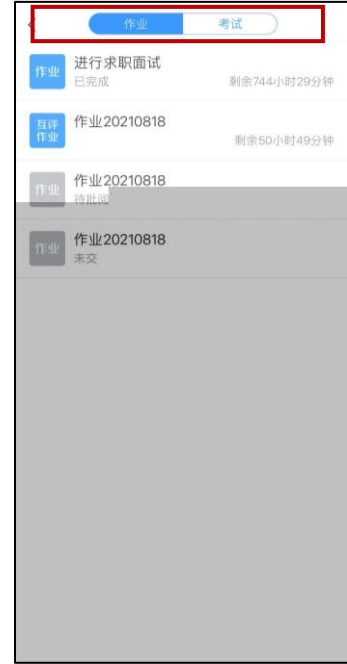 作业 考试
作业
进行求职面试
已完成
剩余744小时29分钟
互评
作业
作业20210818
剩余50小时49分钟
作业
作业20210818
待批阅
作业
作业20210818
未交